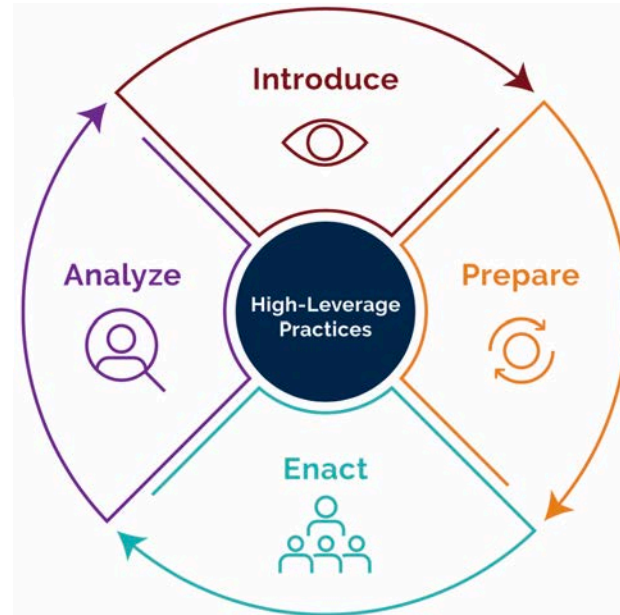 Introduce
Analyze
High-Leverage
Practices
Prepare
Enact